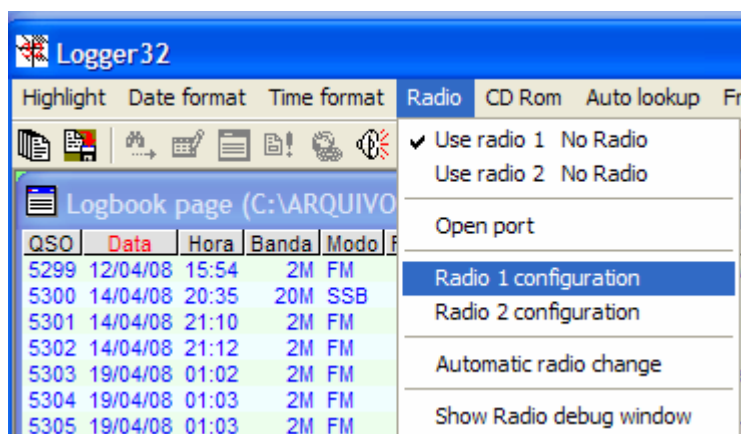 Logger32
Highlight Date format Time format Radio CD Rom Auto lookup Fr
Use radio 1 No Radio
Use radio 2 No Radio
Open port
Radio 1 configuration
Radio 2 configuration
Automatic radio change
Show Radio debug window
Logbook page (C:\ARQUIVO
QSO Data Hora Banda Modo F
5299 12/04/08 15:54 2M FM
5300 14/04/08 20:35 20M SSB
5301 14/04/08 21:10 2M FM
5302 14/04/08 21:12 2M FM
5303 19/04/08 01:02 2M FM
5304 19/04/08 01:03 2M FM
5305 19/04/08 01:03 2M FM